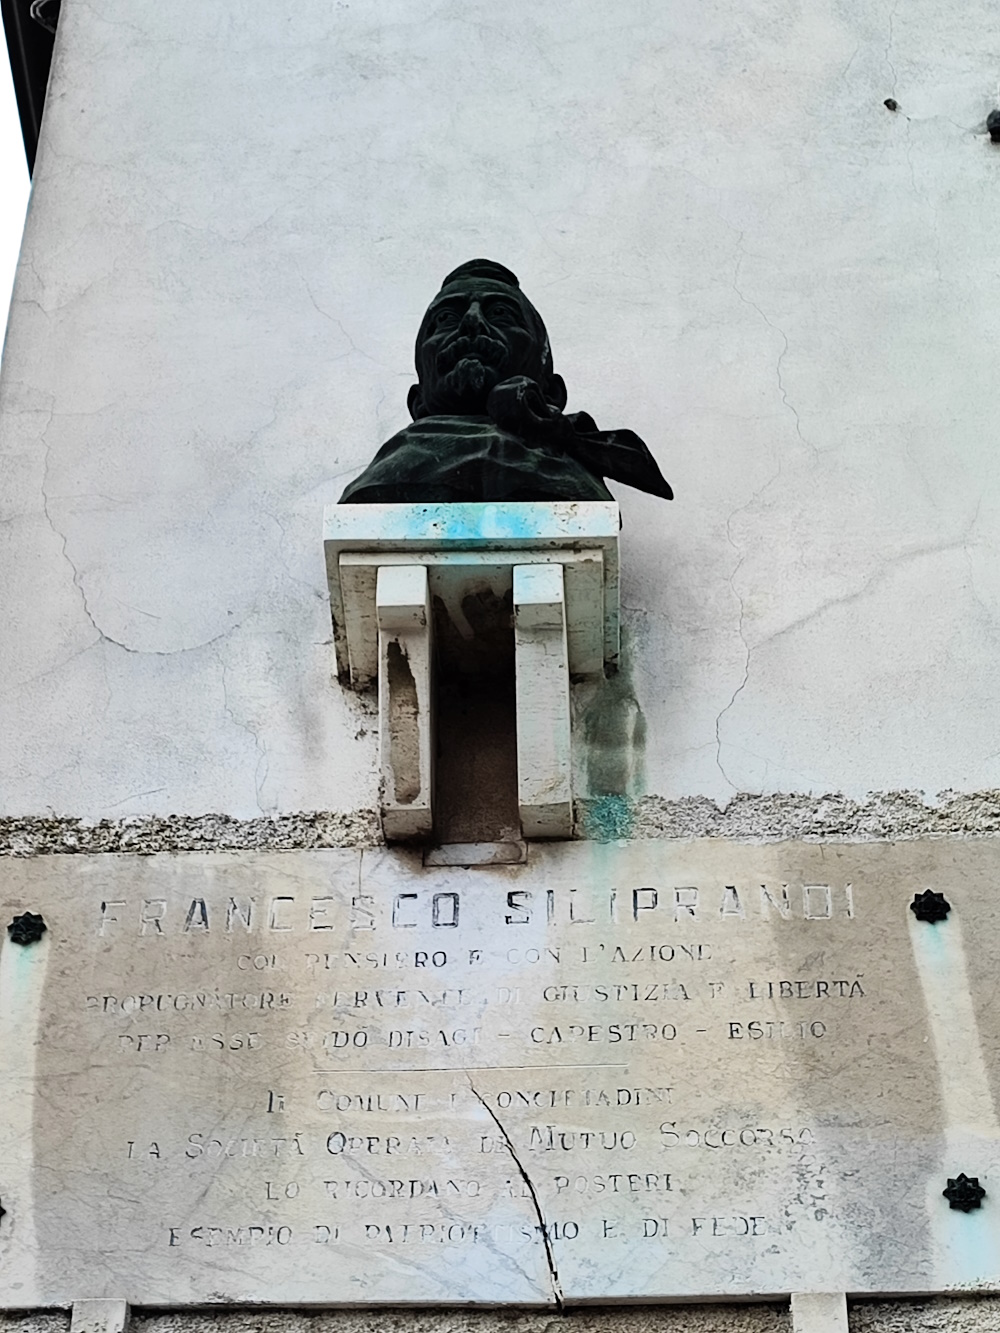 FRANCESCO SILIPRANDI
COL PENSIERO E CON L'AZIONE
PROPUGNATORE FERVENTE DI GIUSTIZIA E LIBERTÀ
PER ESSE SFIDÒ DISAGI - CAPESTRO - ESILIO
IL COMUNE I CONCITTADINI
LA SOCIETÀ OPERAIA DI MUTUO SOCCORSO
LO RICORDANO AI POSTERI
ESEMPIO DI PATRIOTTISMO E DI FEDE